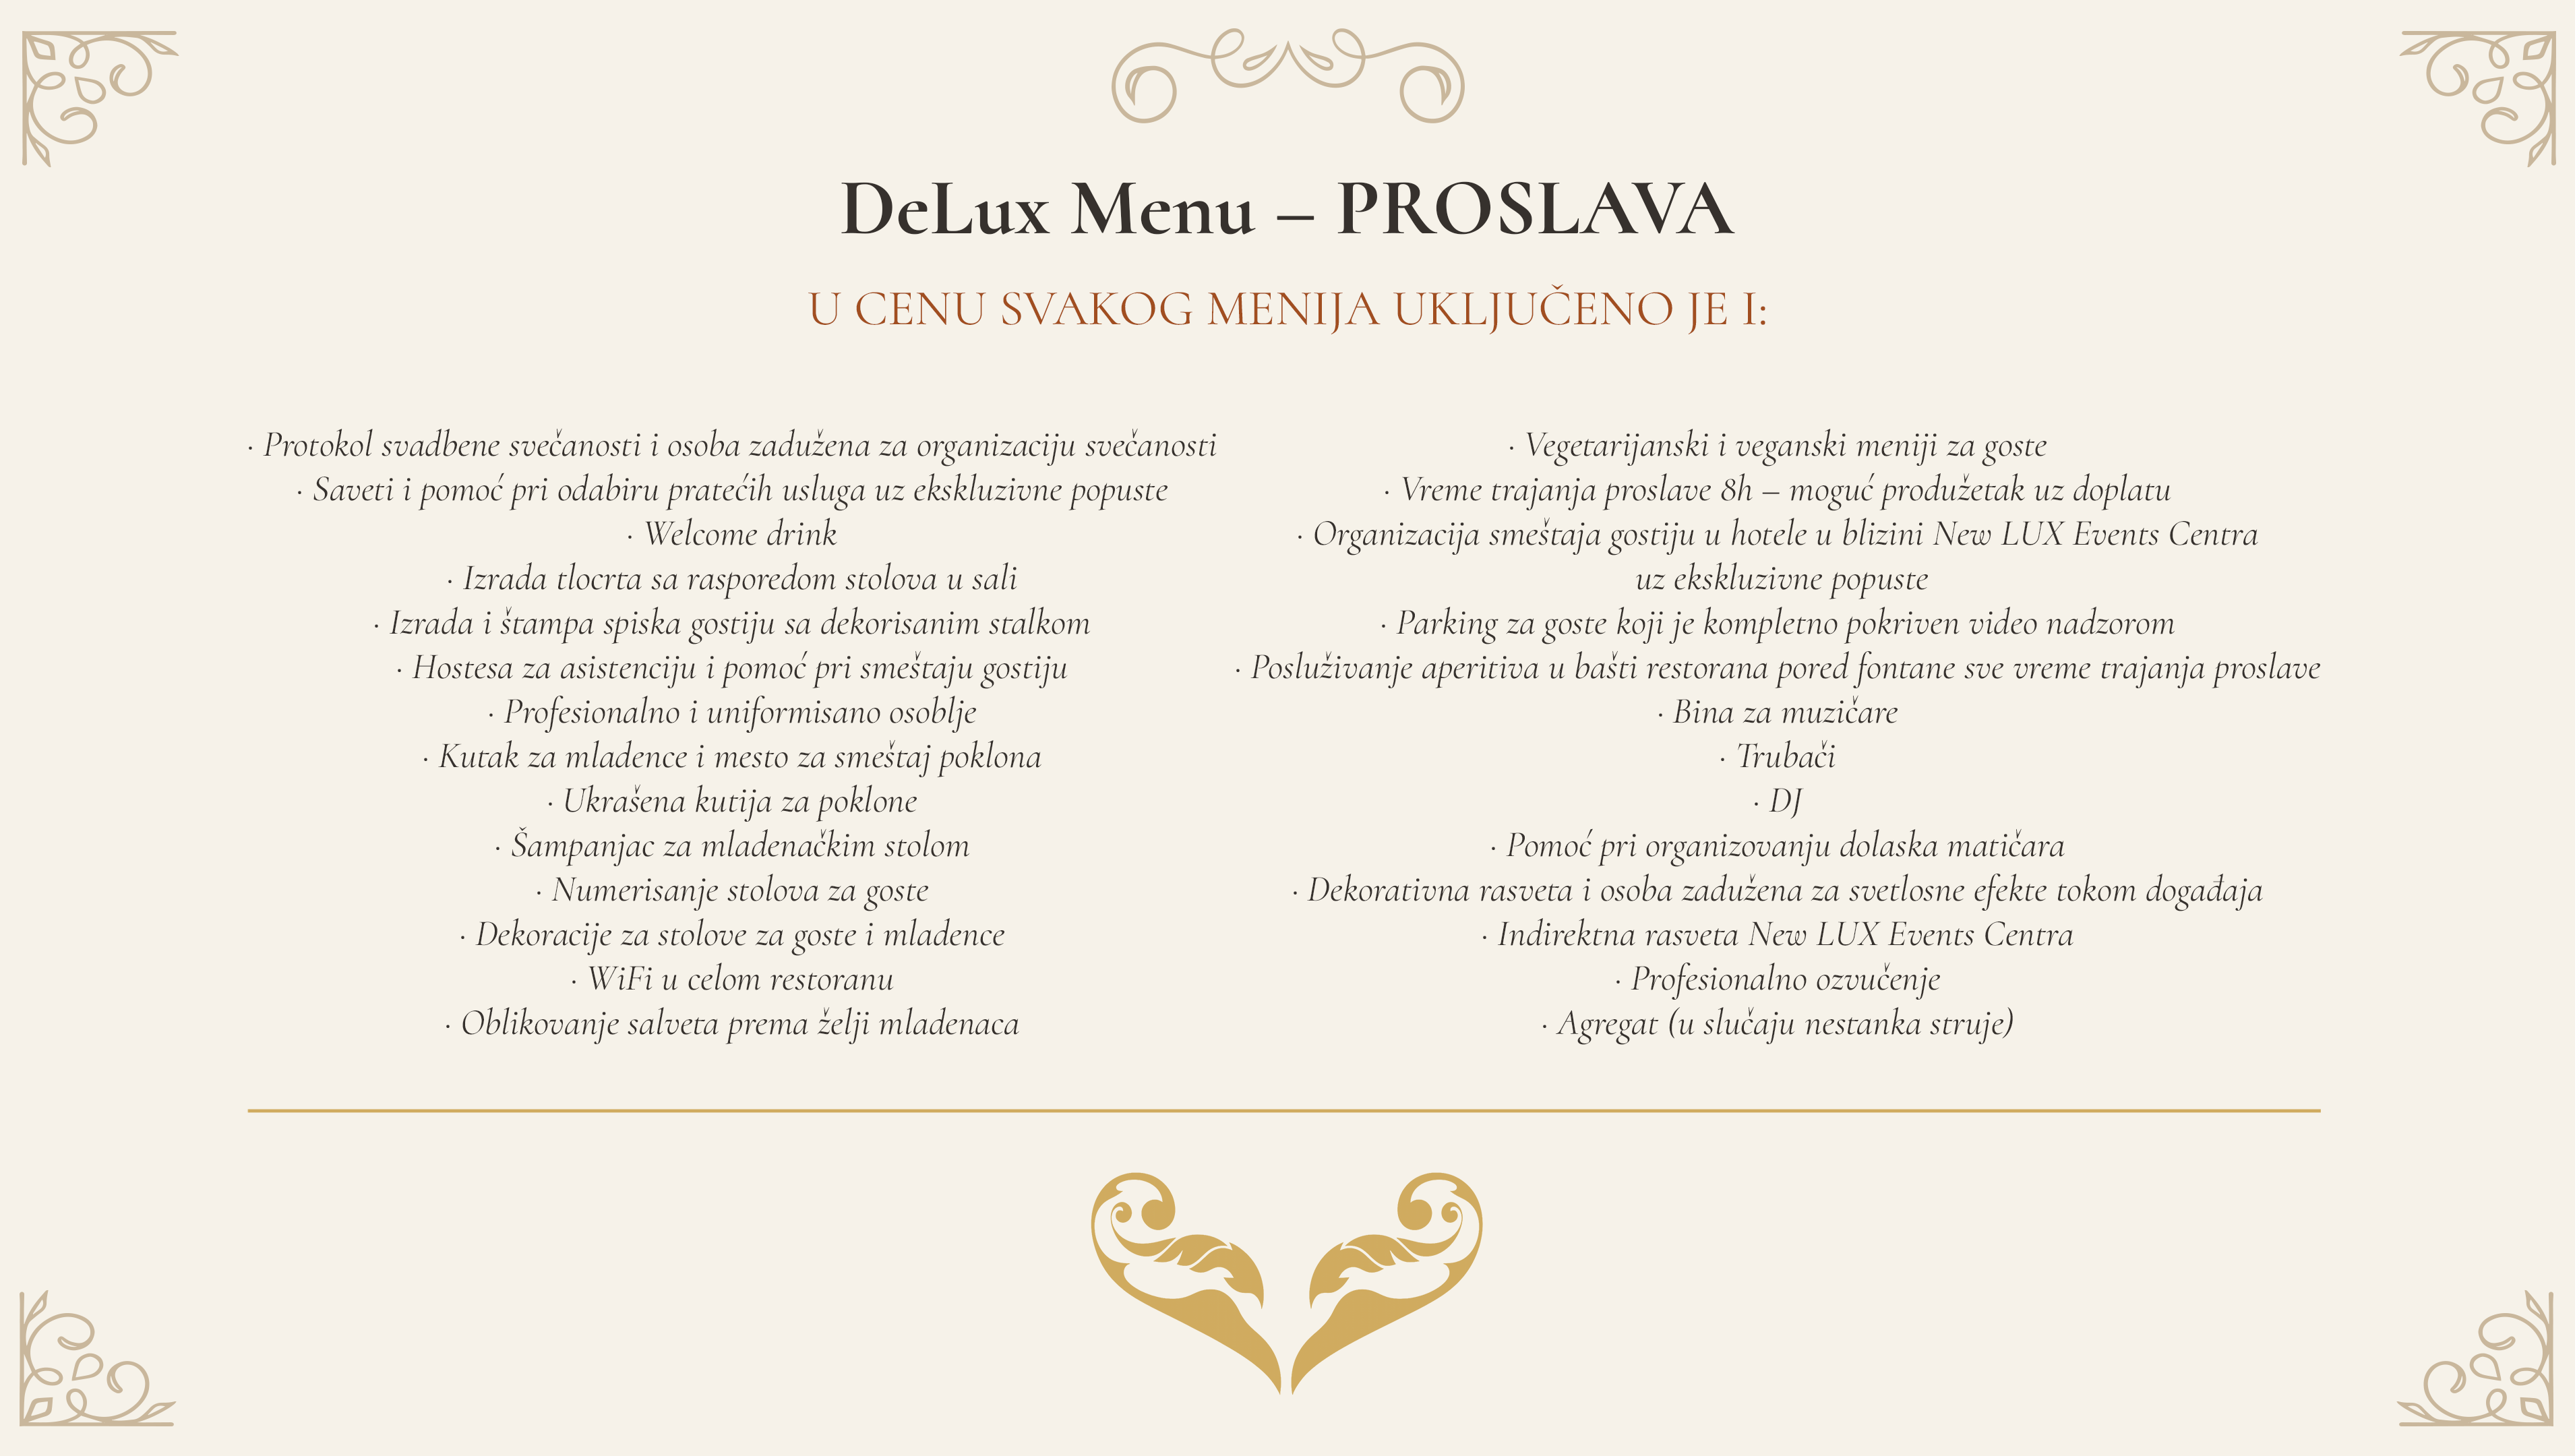 DeLux Menu – PROSLAVA
U CENU SVAKOG MENIJA UKLJUČENO JE I:
· Protokol svadbene svečanosti i osoba zadužena za organizaciju svečanosti
· Saveti i pomoć pri odabiru pratećih usluga uz ekskluzivne popuste
· Welcome drink
· Izrada tlocrta sa rasporedom stolova u sali
· Izrada i štampa spiska gostiju sa dekorisanim stalkom
· Hostesa za asistenciju i pomoć pri smeštaju gostiju
· Profesionalno i uniformisano osoblje
· Kutak za mladence i mesto za smeštaj poklona
· Ukrašena kutija za poklone
· Šampanjac za mladenačkim stolom
· Numerisanje stolova za goste
· Dekoracije za stolove za goste i mladence
· WiFi u celom restoranu
· Oblikovanje salveta prema želji mladenaca
· Vegetarijanski i veganski meniji za goste
· Vreme trajanja proslave 8h – moguć produžetak uz doplatu
· Organizacija smeštaja gostiju u hotele u blizini New LUX Events Centra
uz ekskluzivne popuste
· Parking za goste koji je kompletno pokriven video nadzorom
· Posluživanje aperitiva u bašti restorana pored fontane sve vreme trajanja proslave
· Bina za muzičare
· Trubači
· DJ
· Pomoć pri organizovanju dolaska matičara
· Dekorativna rasveta i osoba zadužena za svetlosne efekte tokom događaja
· Indirektna rasveta New LUX Events Centra
· Profesionalno ozvučenje
· Agregat (u slučaju nestanka struje)